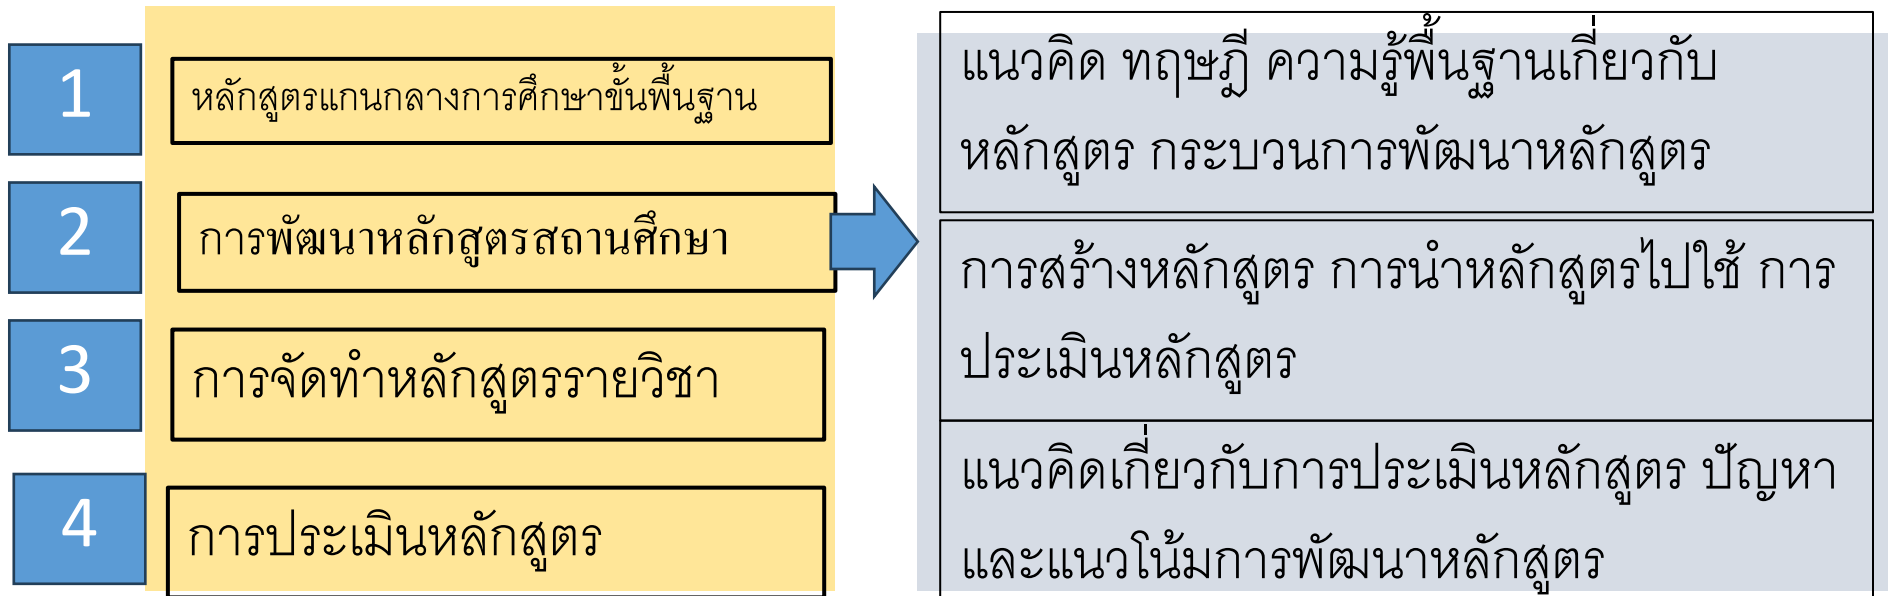 1
หลักสูตรแกนกลางการศึกษาขั้นพื้นฐาน
2
การพัฒนาหลักสูตรสถานศึกษา
3
การจัดทำหลักสูตรรายวิชา
4
การประเมินหลักสูตร
แนวคิด ทฤษฎี ความรู้พื้นฐานเกี่ยวกับ
หลักสูตร กระบวนการพัฒนาหลักสูตร
การสร้างหลักสูตร การนำหลักสูตรไปใช้ การ
ประเมินหลักสูตร
แนวคิดเกี่ยวกับการประเมินหลักสูตร ปัญหา
และแนวโน้มการพัฒนาหลักสูตร